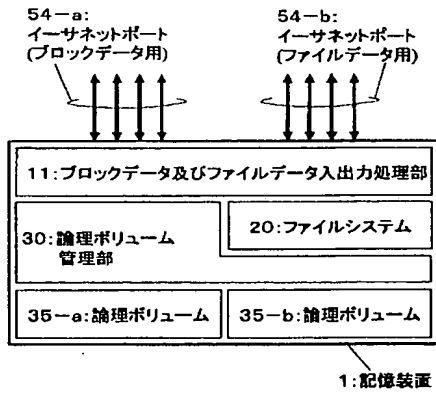 54-a:
イーサネットポート
(ブロックデータ用)
54-b:
イーサネットポート
(ファイルデータ用)
11:ブロックデータ及びファイルデータ入出力処理部
30:論理ボリューム
管理部
20:ファイルシステム
35-a:論理ボリューム
35-b:論理ボリューム
1:記憶装置